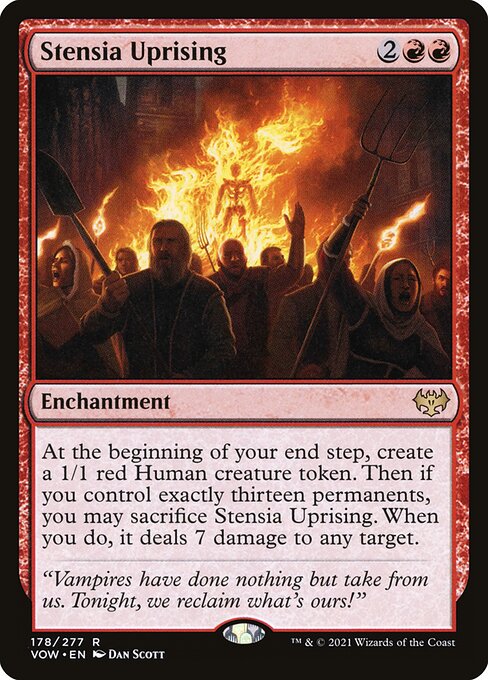 Stensia Uprising 2
Enchantment
At the beginning of your end step, create
a 1/1 red Human creature token. Then if
you control exactly thirteen permanents,
you may sacrifice Stensia Uprising. When
you do, it deals 7 damage to any target.
“Vampires have done nothing but take from
us. Tonight, we reclaim what’s ours!”
178/277 R
™ & © 2021 Wizards of the Coast
VOW • EN Dan Scott